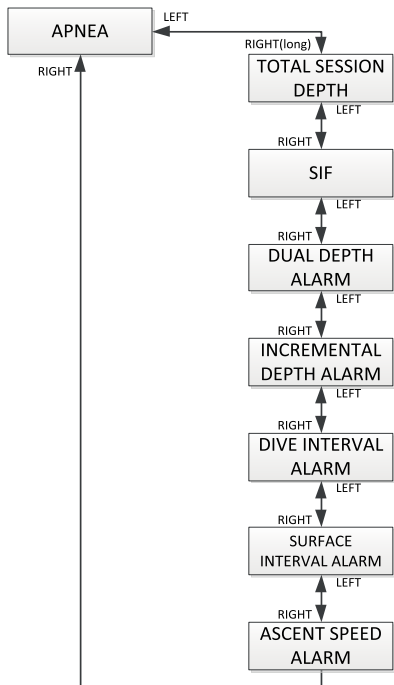 APNEA
LEFT
RIGHT(long)
RIGHT
TOTAL SESSION
DEPTH
LEFT
RIGHT
SIF
LEFT
RIGHT
DUAL DEPTH
ALARM
LEFT
RIGHT
INCREMENTAL
DEPTH ALARM
LEFT
RIGHT
DIVE INTERVAL
ALARM
LEFT
RIGHT
SURFACE
INTERVAL ALARM
LEFT
RIGHT
ASCENT SPEED
ALARM